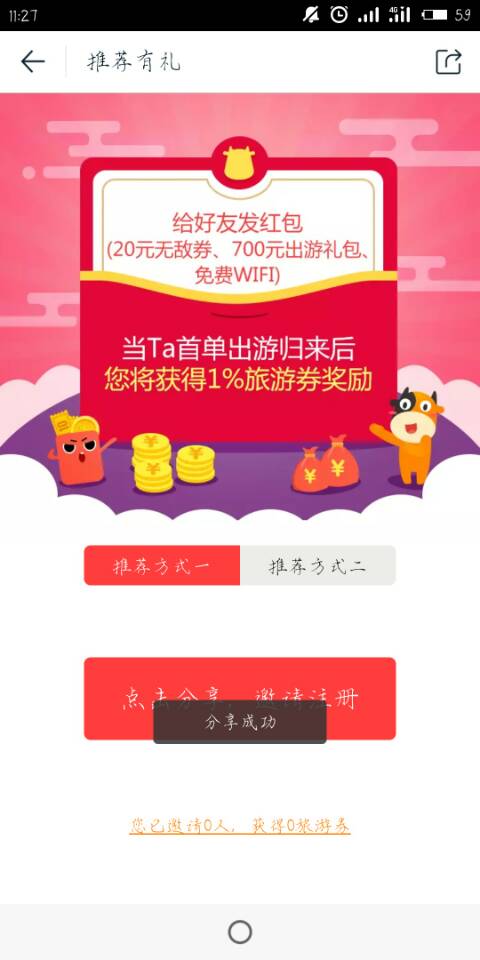 11:27
4G
59
推荐有礼
给好友发红包
(20元无敌券、700元出游礼包、
免费WIFI)
当Ta首单出游归来后
您将获得1%旅游券奖励
推荐方式一
推荐方式二
点击分享，邀请注册
分享成功
您已邀请0人，获得0旅游券